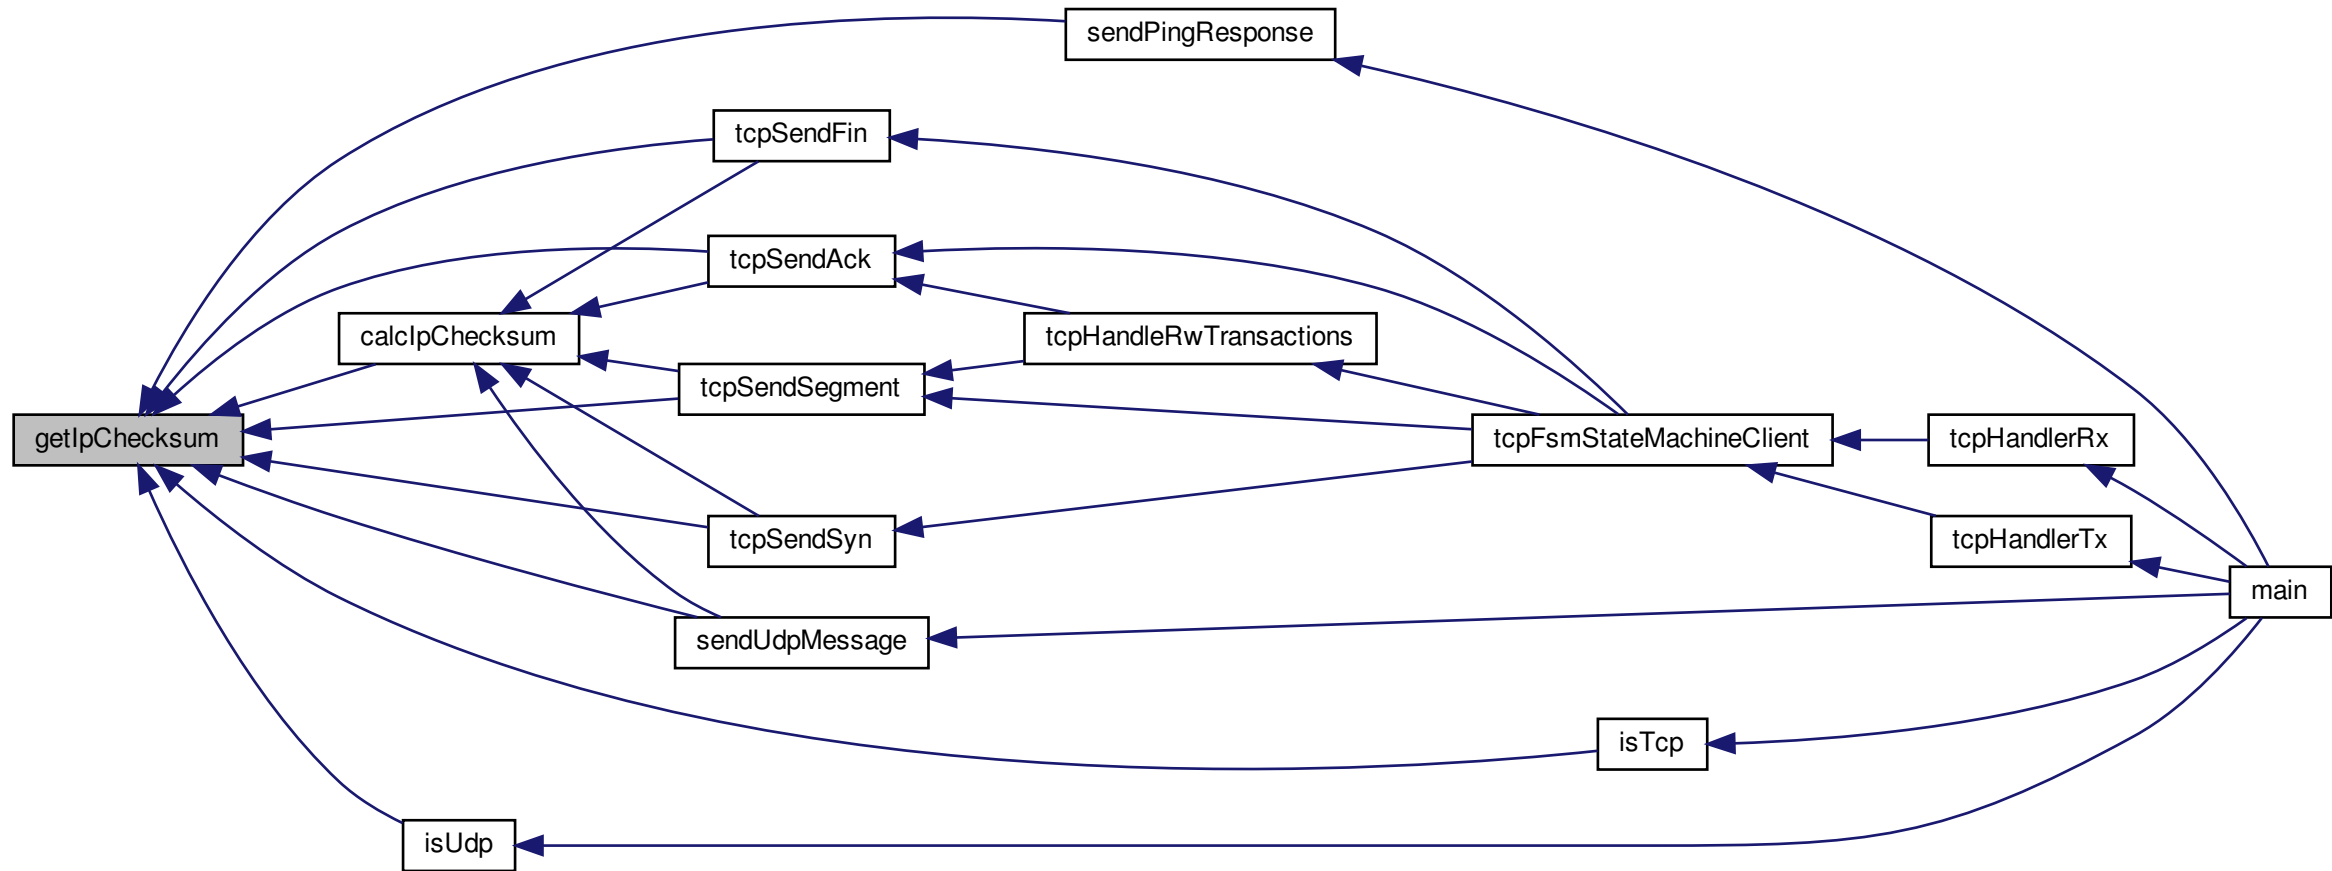 sendPingResponse
tcpSendFin
tcpSendAck
calcIpChecksum
tcpHandleRwTransactions
tcpSendSegment
getIpChecksum
tcpFsmStateMachineClient
tcpHandlerRx
tcpSendSyn
tcpHandlerTx
main
sendUdpMessage
isTcp
isUdp